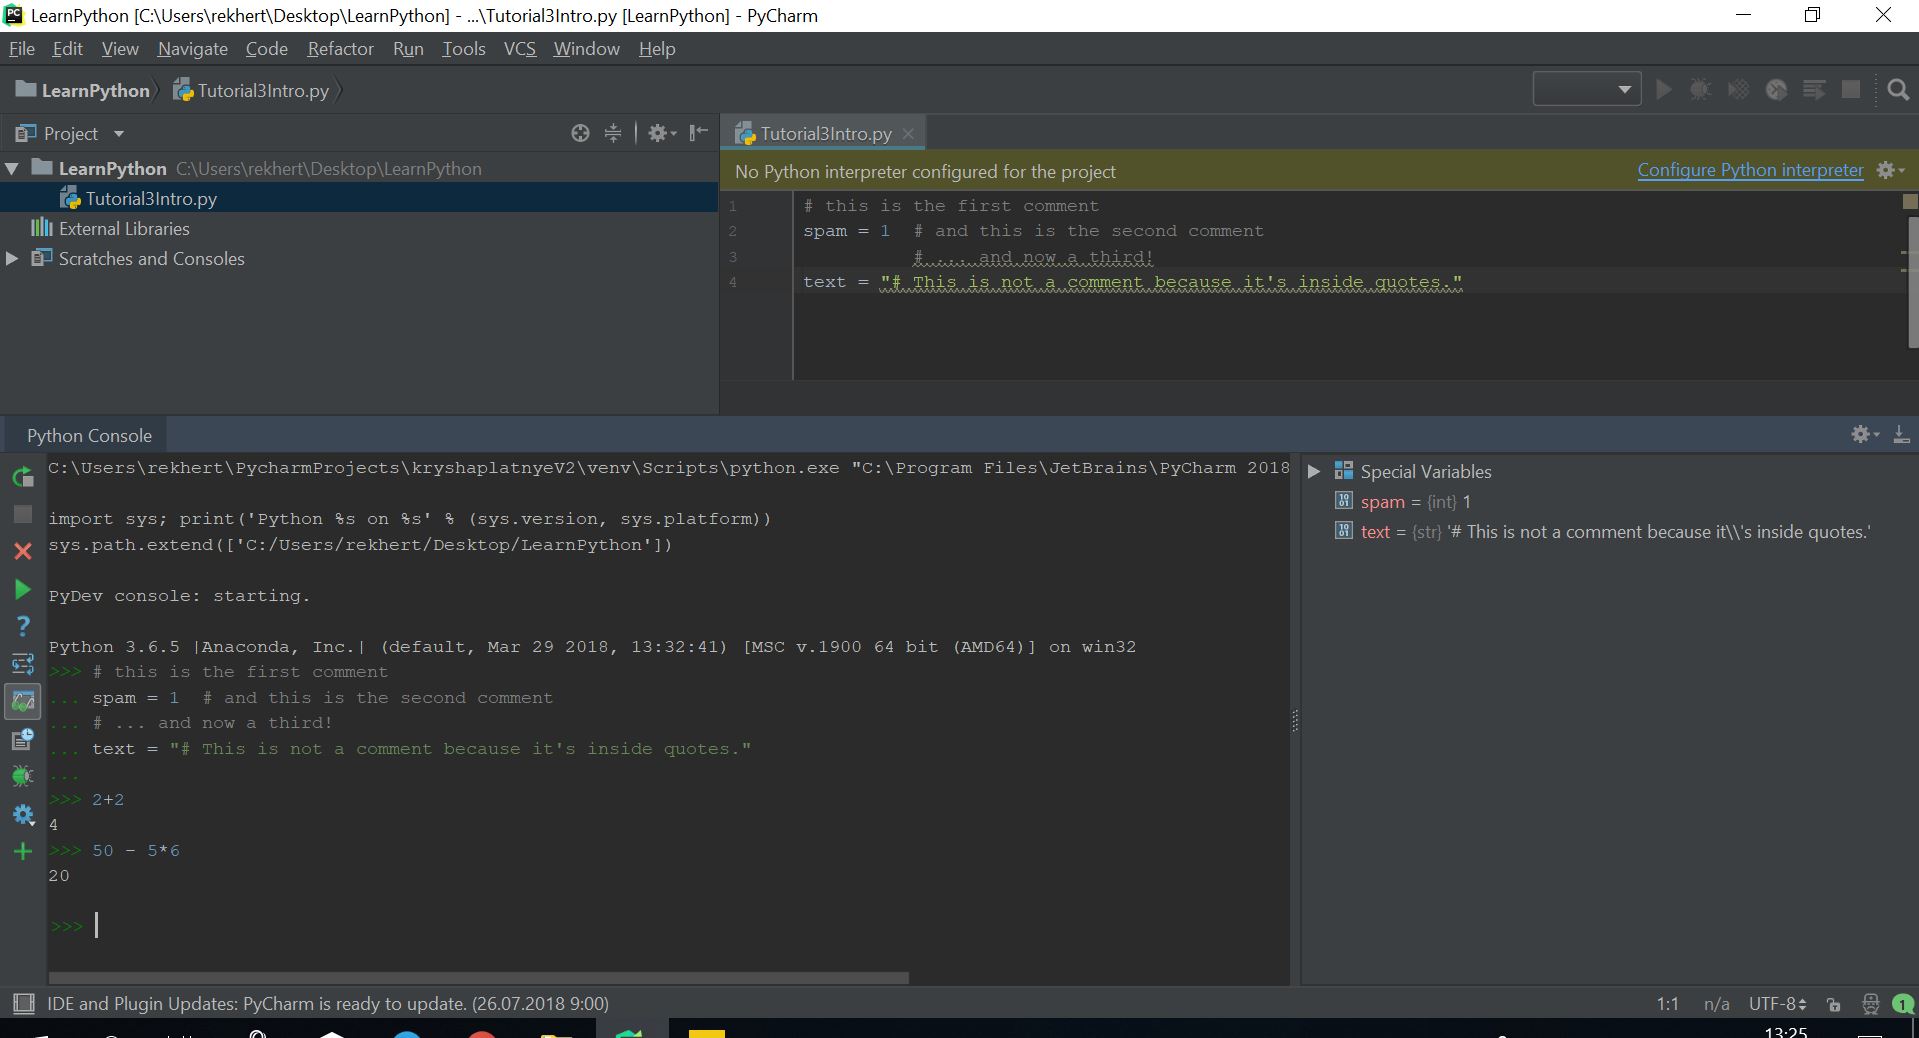 LearnPython [C:\Users\rekhert\Desktop\LearnPython] - ...\Tutorial3Intro.py [LearnPython] - PyCharm
File Edit View Navigate Code Refactor Run Tools VCS Window Help
LearnPython Tutorial3Intro.py
Project
Tutorial3Intro.py
LearnPython C:\Users\rekhert\Desktop\LearnPython
Tutorial3Intro.py
External Libraries
Scratches and Consoles
No Python interpreter configured for the project Configure Python interpreter
1 # this is the first comment
2 spam = 1 # and this is the second comment
3 # ... and now a third!
4 text = "# This is not a comment because it's inside quotes."
Python Console
C:\Users\rekhert\PycharmProjects\kryshaplatnyeV2\venv\Scripts\python.exe "C:\Program Files\JetBrains\PyCharm 2018
import sys; print('Python %s on %s' % (sys.version, sys.platform))
sys.path.extend(['C:/Users/rekhert/Desktop/LearnPython'])
PyDev console: starting.
Python 3.6.5 |Anaconda, Inc.| (default, Mar 29 2018, 13:32:41) [MSC v.1900 64 bit (AMD64)] on win32
>>> # this is the first comment
... spam = 1 # and this is the second comment
... # ... and now a third!
... text = "# This is not a comment because it's inside quotes."
...
>>> 2+2
4
>>> 50 - 5*6
20
>>>
Special Variables
spam = {int} 1
text = {str} '# This is not a comment because it\\'s inside quotes.'
IDE and Plugin Updates: PyCharm is ready to update. (26.07.2018 9:00)
1:1 n/a UTF-8 1
13:25